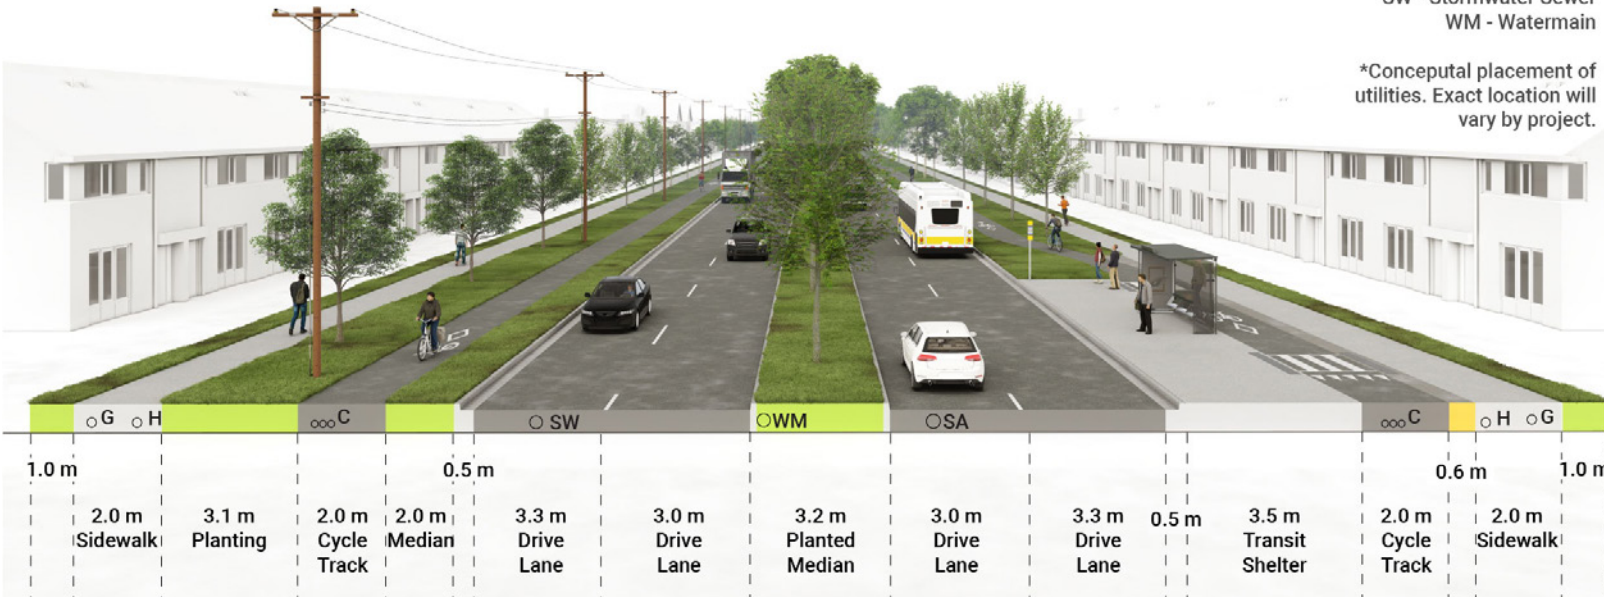 SW - Stormwater Sewer
WM - Watermain
*Conceputal placement of
utilities. Exact location will
vary by project.
G H C SW WM SA C H G
1.0 m 0.5 m 0.6 m 1.0 m
2.0 m
Sidewalk
3.1 m
Planting
2.0 m
Cycle
Track
2.0 m
Median
3.3 m
Drive
Lane
3.0 m
Drive
Lane
3.2 m
Planted
Median
3.0 m
Drive
Lane
3.3 m
Drive
Lane
0.5 m
3.5 m
Transit
Shelter
2.0 m
Cycle
Track
2.0 m
Sidewalk